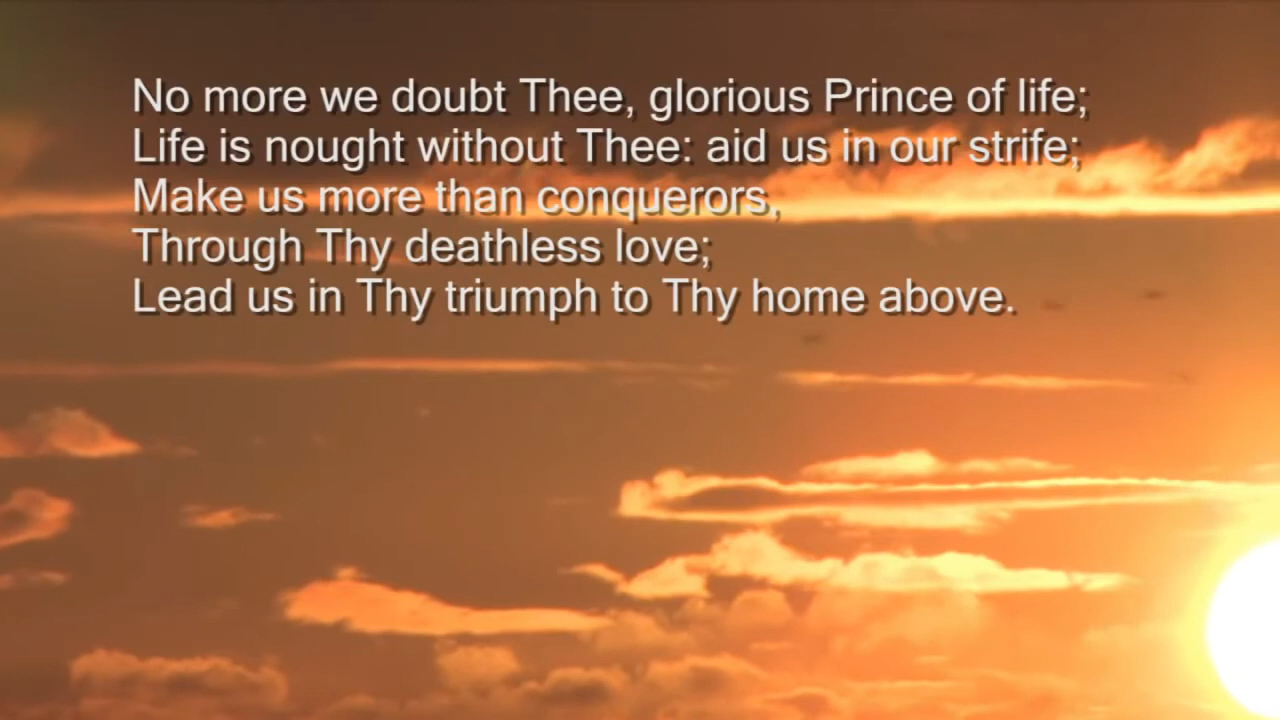 No more we doubt Thee, glorious Prince of life;
Life is nought without Thee: aid us in our strife;
Make us more than conquerors,
Through Thy deathless love;
Lead us in Thy triumph to Thy home above.